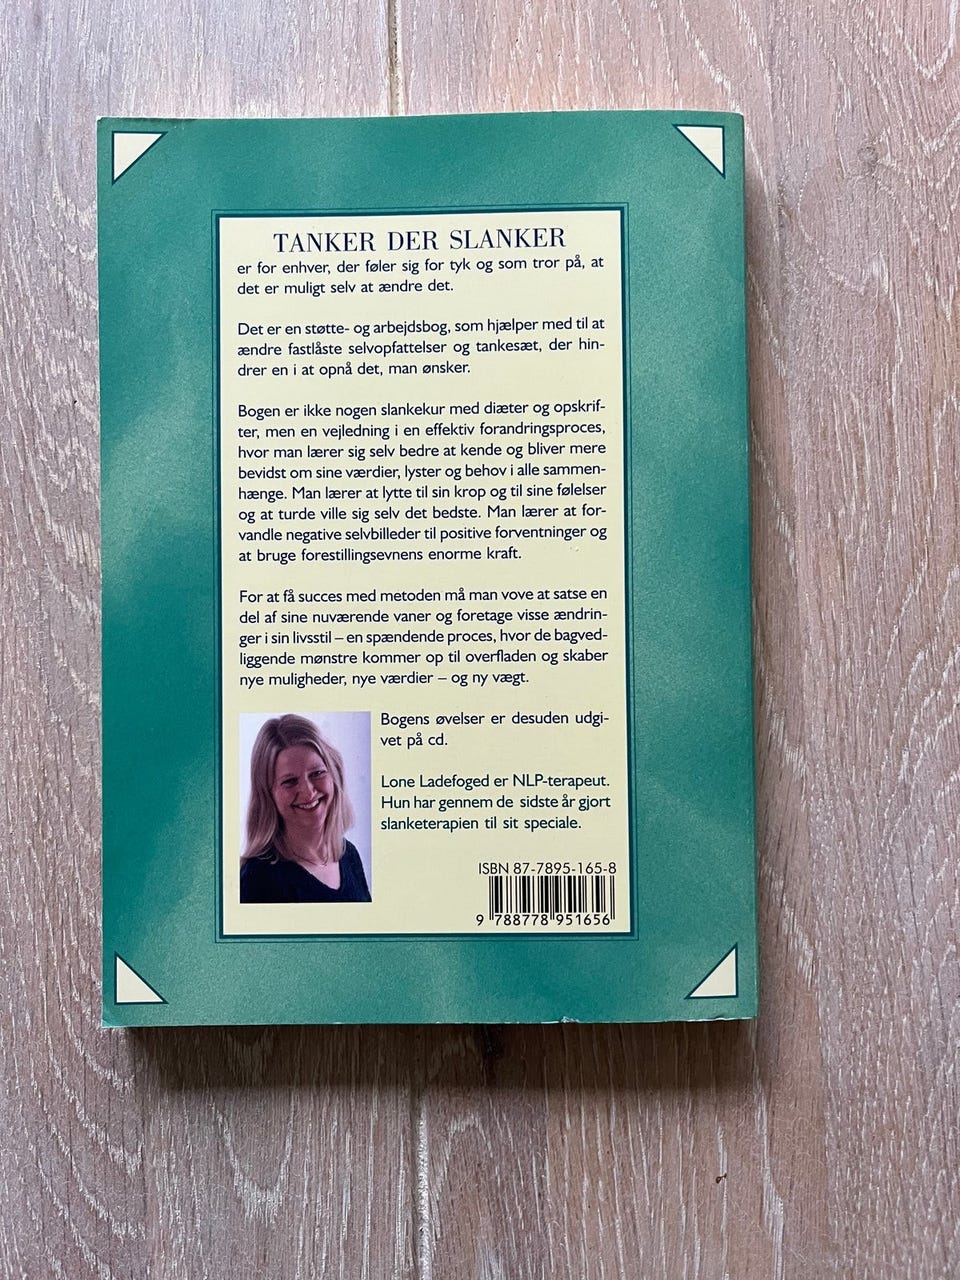 TANKER DER SLANKER
er for enhver, der føler sig for tyk og som tror på, at
det er muligt selv at ændre det.
Det er en støtte- og arbejdsbog, som hjælper med til at
ændre fastlåste selvopfattelser og tankesæt, der hin-
drer en i at opnå det, man ønsker.
Bogen er ikke nogen slankekur med diæter og opskrif-
ter, men en vejledning i en effektiv forandringsproces,
hvor man lærer sig selv bedre at kende og bliver mere
bevidst om sine værdier, lyster og behov i alle sammen-
hænge. Man lærer at lytte til sin krop og til sine følelser
og at turde ville sig selv det bedste. Man lærer at for-
vandle negative selvbilleder til positive forventninger og
at bruge forestillingsevnens enorme kraft.
For at få succes med metoden må man vove at satse en
del af sine nuværende vaner og foretage visse ændrin-
ger i sin livsstil – en spændende proces, hvor de bagved-
liggende mønstre kommer op til overfladen og skaber
nye muligheder, nye værdier – og ny vægt.
Bogens øvelser er desuden udgi-
vet på cd.
Lone Ladefoged er NLP-terapeut.
Hun har gennem de sidste år gjort
slanketerapien til sit speciale.
ISBN 87-7895-165-8
9 788778 951656